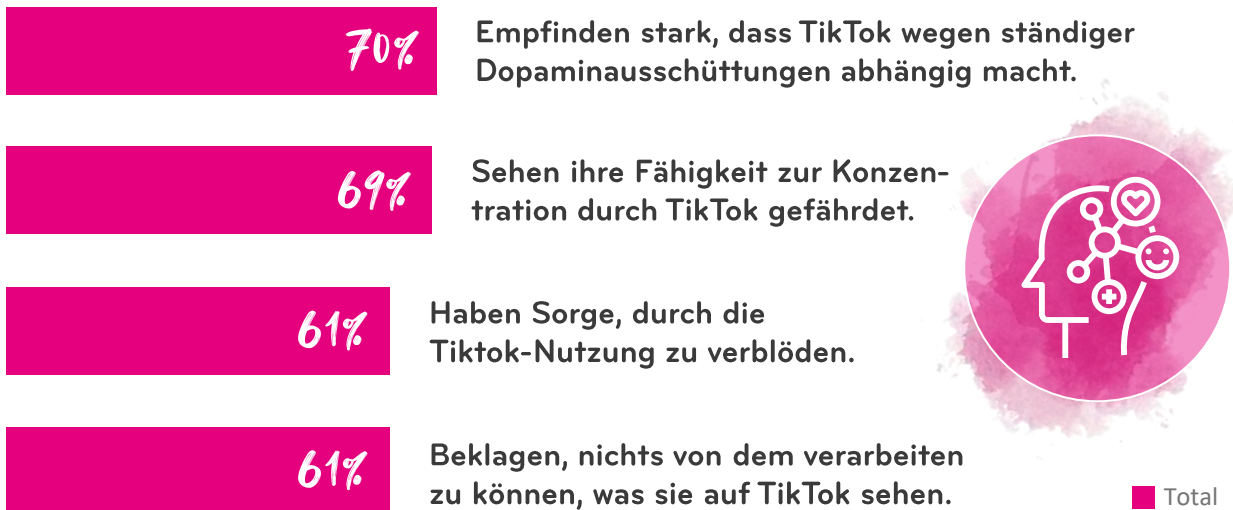 70%
Empfinden stark, dass TikTok wegen ständiger
Dopaminausschüttungen abhängig macht.
69%
Sehen ihre Fähigkeit zur Konzen-
tration durch TikTok gefährdet.
61%
Haben Sorge, durch die
Tiktok-Nutzung zu verblöden.
61%
Beklagen, nichts von dem verarbeiten
zu können, was sie auf TikTok sehen.
Total